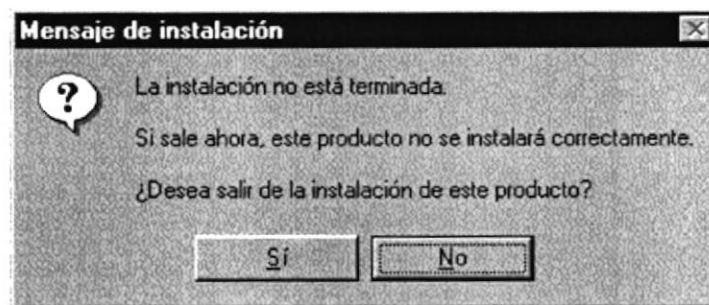 Mensaje de instalación
La instalación no está terminada.
Si sale ahora, este producto no se instalará correctamente.
¿Desea salir de la instalación de este producto?
Sí No